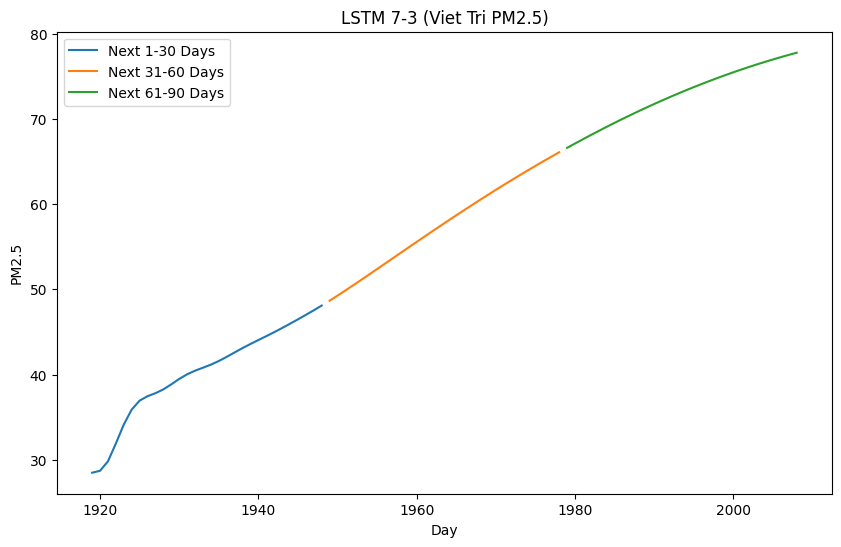 LSTM 7-3 (Viet Tri PM2.5)
Next 1-30 Days
Next 31-60 Days
Next 61-90 Days
PM2.5
80
70
60
50
40
30
1920
1940
1960
1980
2000
Day